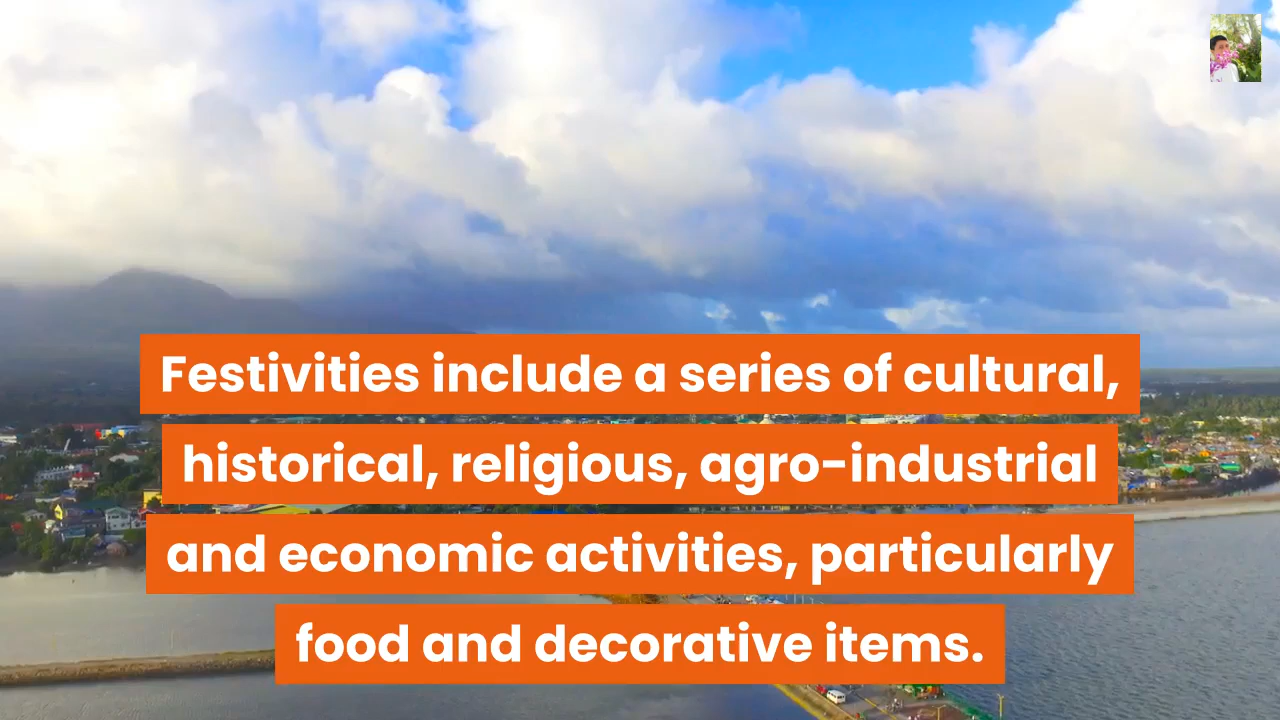 Festivities include a series of cultural,
historical, religious, agro-industrial
and economic activities, particularly
food and decorative items.